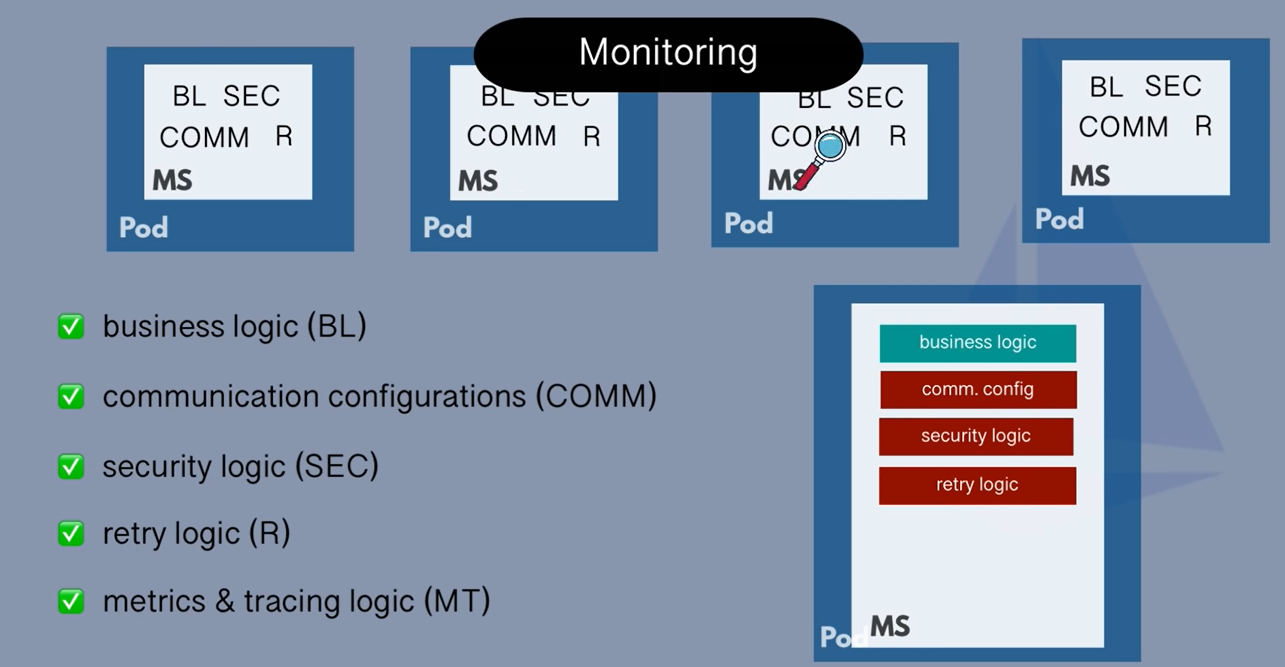 Monitoring
BL SEC
COMM R
MS
Pod
BL SEC
COMM R
MS
Pod
BL SEC
COMM R
MS
Pod
BL SEC
COMM R
MS
Pod
business logic (BL)
communication configurations (COMM)
security logic (SEC)
retry logic (R)
metrics & tracing logic (MT)
business logic
comm. config
security logic
retry logic
MS
Pod